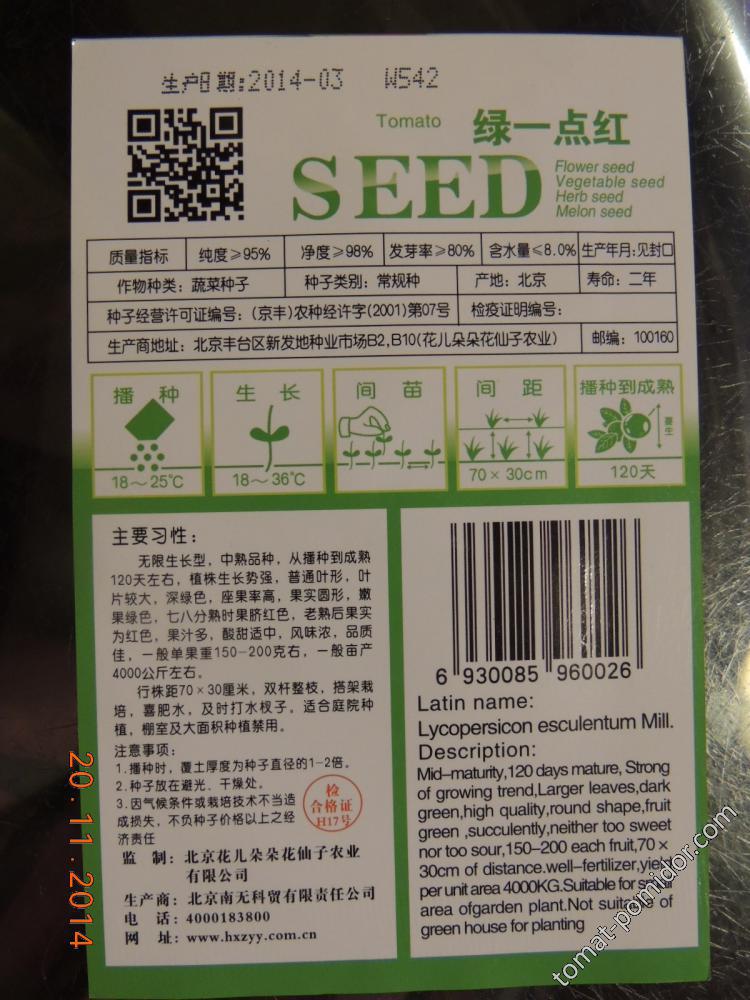 生产日期:2014-03 W542
Tomato 绿一点红
SEED
Flower seed
Vegetable seed
Herb seed
Melon seed
质量指标 纯度≥95% 净度≥98% 发芽率≥80% 含水量≤8.0% 生产年月:见封口
作物种类：蔬菜种子 种子类别：常规种 产地：北京 寿命：二年
种子经营许可证编号：(京丰)农种经许字(2001)第07号 检疫证明编号：
生产商地址：北京丰台区新发地种业市场B2,B10(花儿朵朵花仙子农业) 邮编：100160
播种 生长 间苗 间距 播种到成熟
18～25℃ 18～36℃ 70×30cm 120天
主要习性：
无限生长型，中熟品种，从播种到成熟
120天左右，植株生长势强，普通叶形，叶
片较大，深绿色，座果率高，果实圆形，嫩
果绿色，七八分熟时果脐红色，老熟后果实
为红色，果汁多，酸甜适中，风味浓，品质
佳，一般单果重150-200克右，一般亩产
4000公斤左右。
行株距70×30厘米，双杆整枝，搭架栽
培，喜肥水，及时打水杈子，适合庭院种
植，棚室及大面积种植禁用。
注意事项：
1.播种时，覆土厚度为种子直径的1-2倍。
2.种子放在避光、干燥处。
3.因气候条件或栽培技术不当造
成损失，不负种子价格以上之经
济责任
检
合格证
H17号
监 制：北京花儿朵朵花仙子农业
有限公司
生产商：北京南无科贸有限责任公司
电 话：4000183800
网 址：www.hxzyy.com.cn
6 930085 960026
Latin name:
Lycopersicon esculentum Mill.
Description:
Mid-maturity,120 days mature, Strong
of growing trend,Larger leaves,dark
green,high quality,round shape,fruit
green ,succulently,neither too sweet
nor too sour,150-200 each fruit,70×
30cm of distance.well-fertilizer,yield
per unit area 4000KG.Suitable for small
area ofgarden plant.Not suitable of
green house for planting
20.11.2014
tomat-pomidor.com